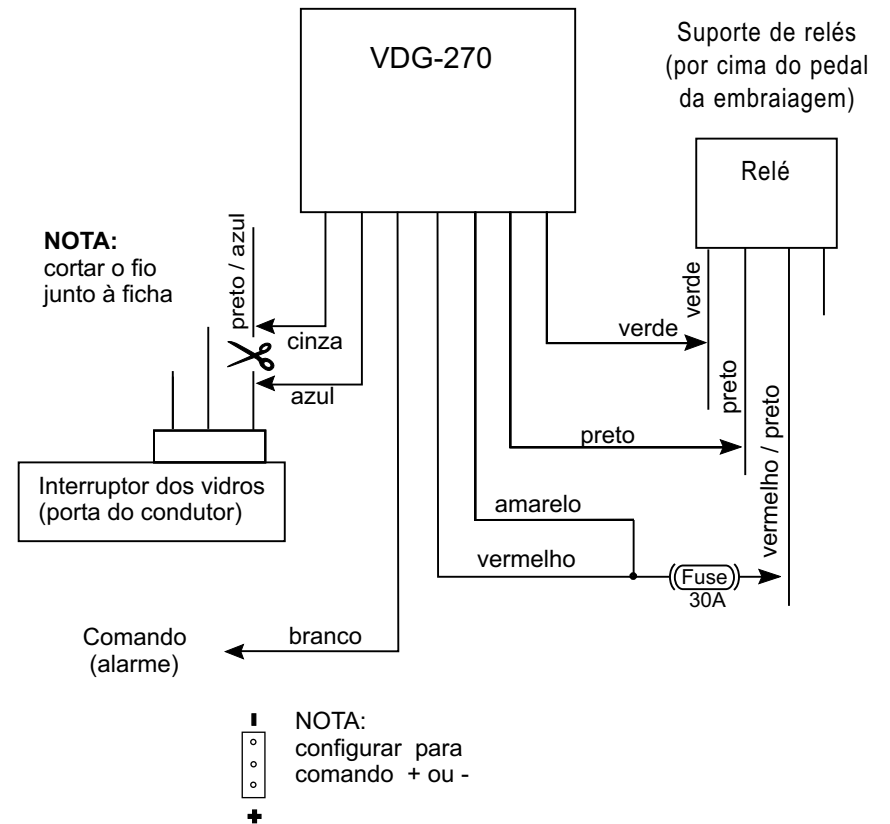 VDG-270
Suporte de relés
(por cima do pedal
da embraiagem)
Relé
NOTA:
cortar o fio
junto à ficha
preto / azul
cinza
azul
verde
verde
preto
preto
vermelho / preto
amarelo
vermelho
Fuse
30A
Interruptor dos vidros
(porta do condutor)
Comando
(alarme)
branco
-
NOTA:
configurar para
comando + ou -
+